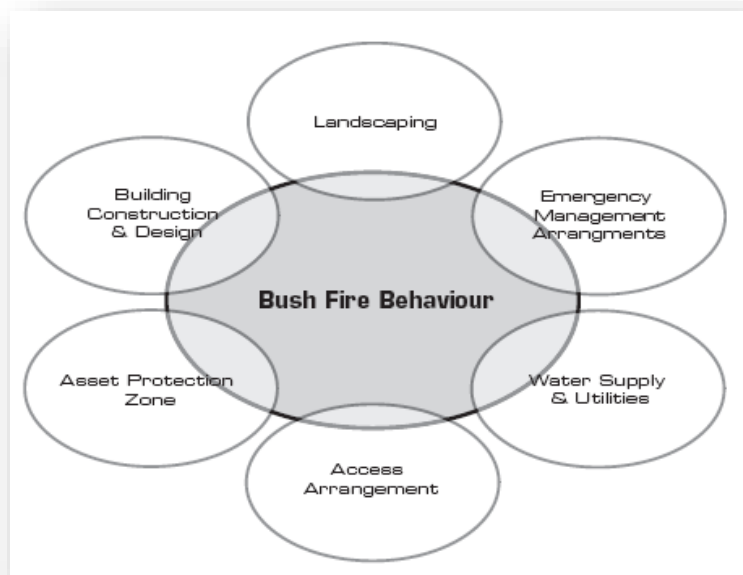 Landscaping
Building
Construction
& Design
Emergency
Management
Arrangments
Bush Fire Behaviour
Asset Protection
Zone
Water Supply
& Utilities
Access
Arrangement